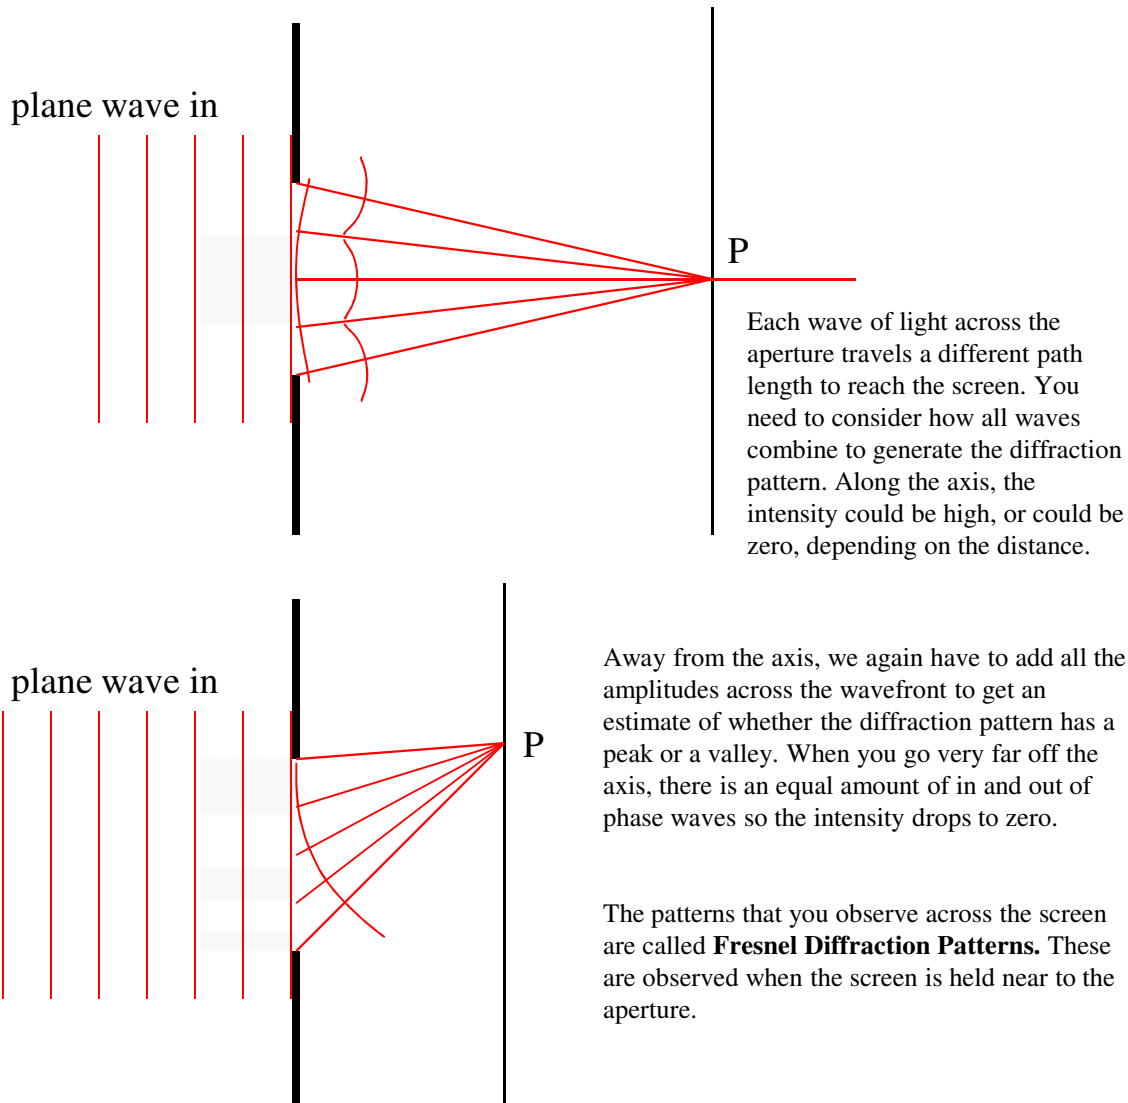 plane wave in
P
Each wave of light across the
aperture travels a different path
length to reach the screen. You
need to consider how all waves
combine to generate the diffraction
pattern. Along the axis, the
intensity could be high, or could be
zero, depending on the distance.
plane wave in
P
Away from the axis, we again have to add all the
amplitudes across the wavefront to get an
estimate of whether the diffraction pattern has a
peak or a valley. When you go very far off the
axis, there is an equal amount of in and out of
phase waves so the intensity drops to zero.
The patterns that you observe across the screen
are called Fresnel Diffraction Patterns. These
are observed when the screen is held near to the
aperture.